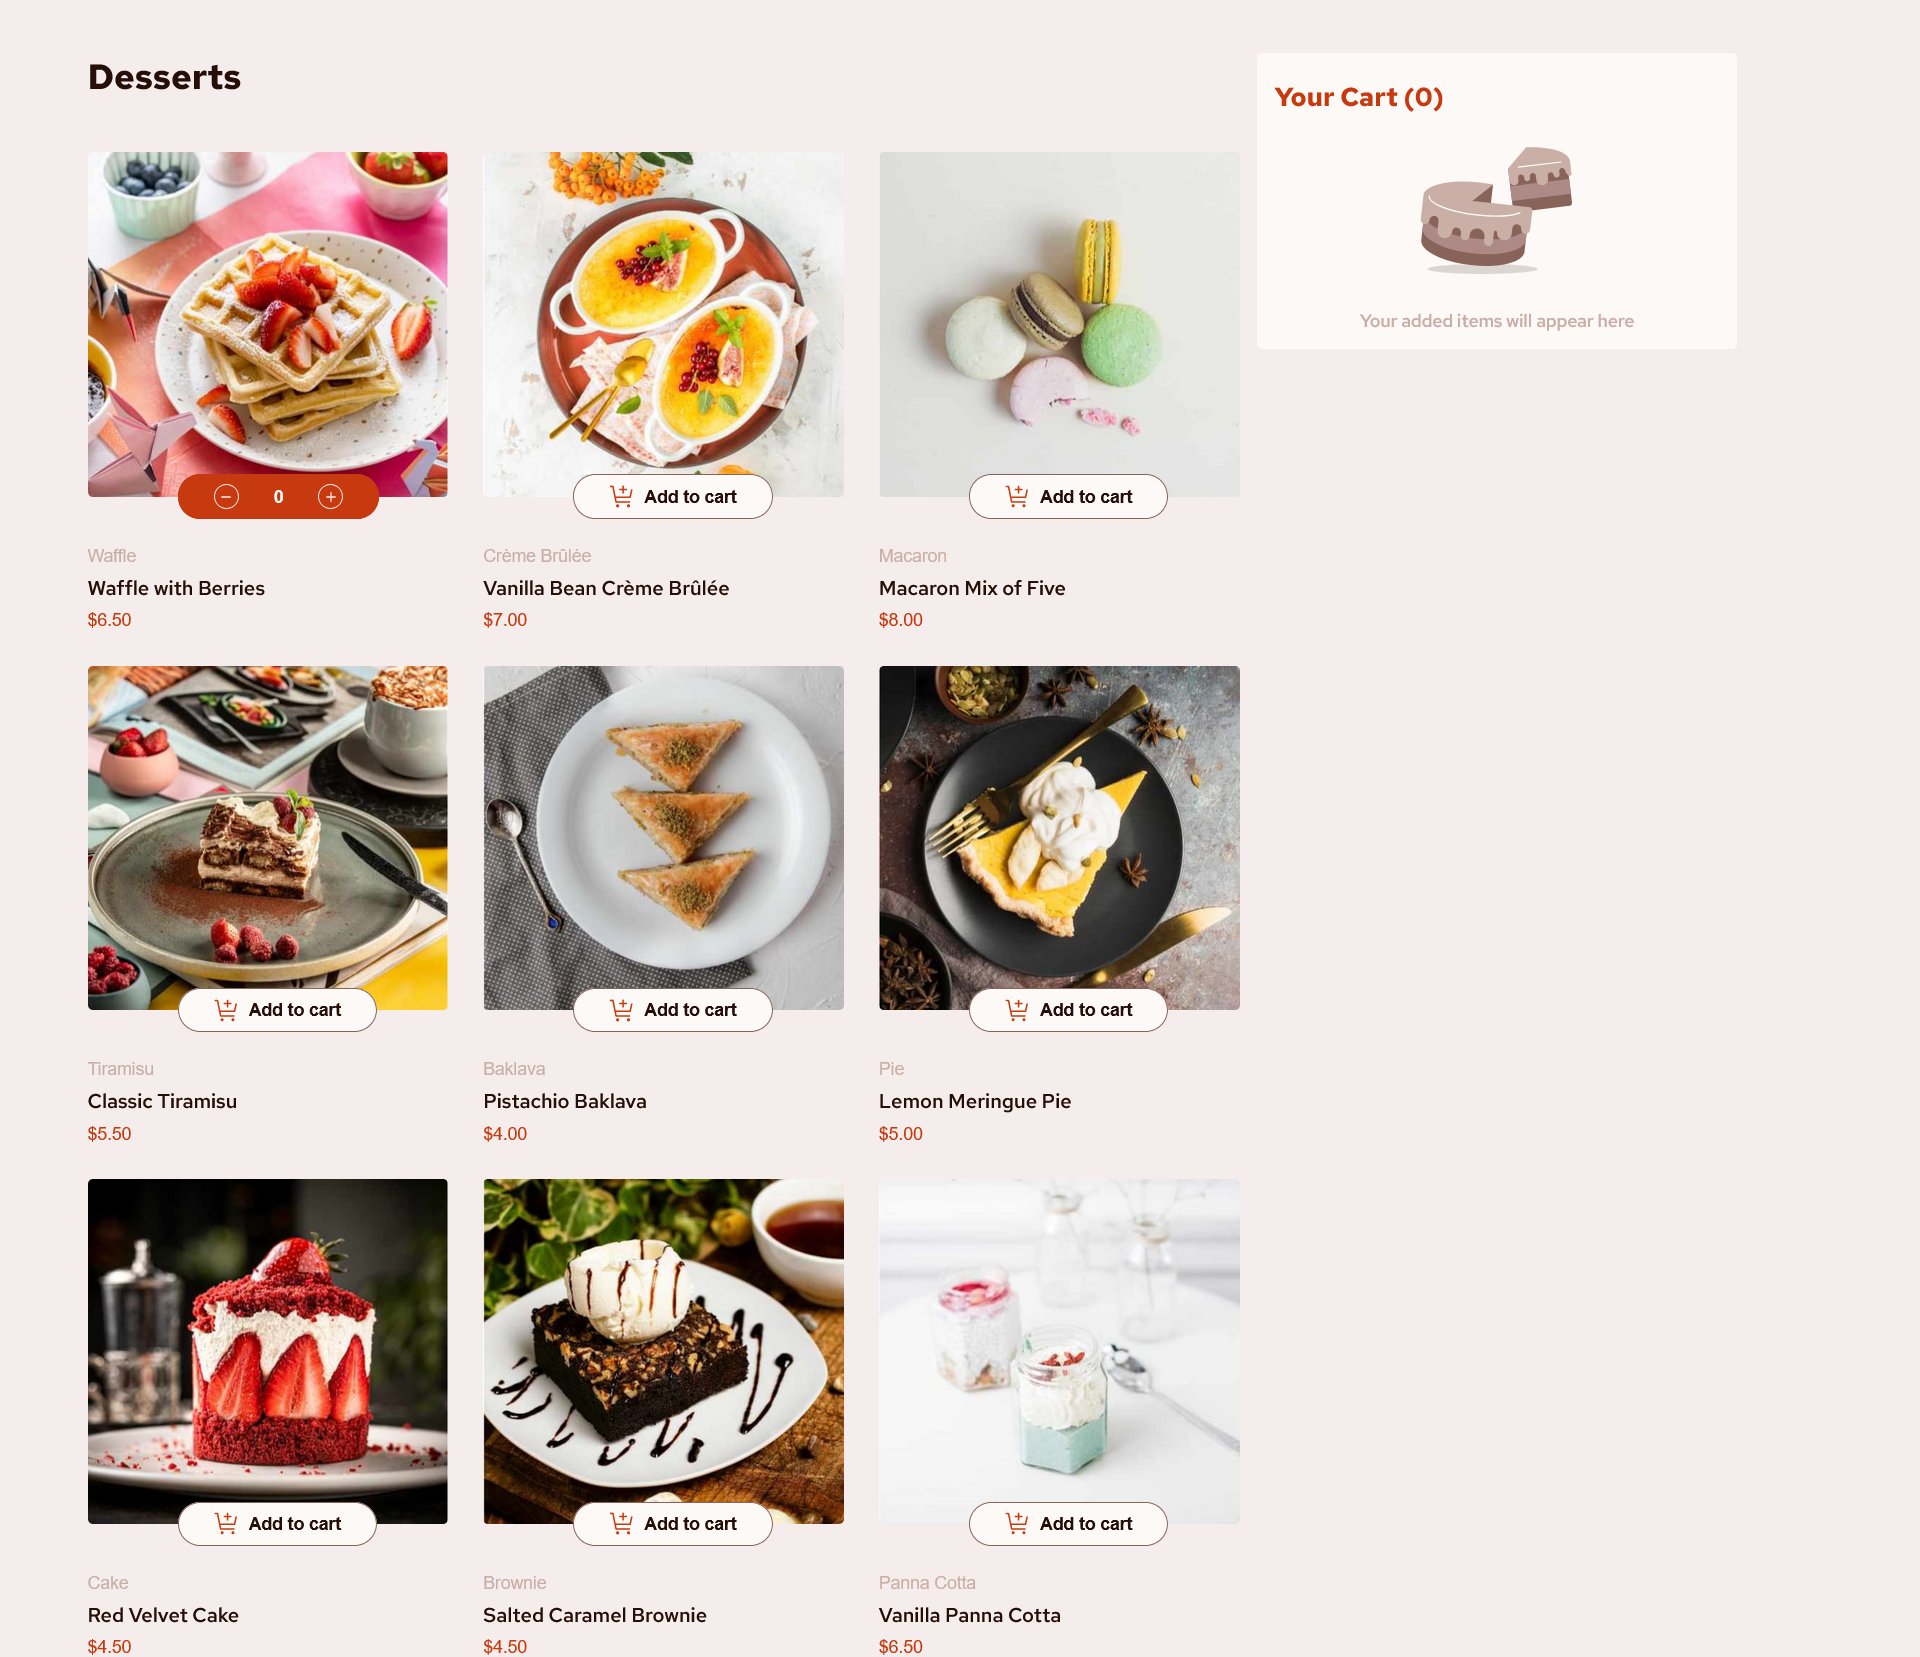 Desserts
Your Cart (0)
Your added items will appear here
0
Add to cart
Add to cart
Waffle
Waffle with Berries
$6.50
Crème Brûlée
Vanilla Bean Crème Brûlée
$7.00
Macaron
Macaron Mix of Five
$8.00
Add to cart
Add to cart
Add to cart
Tiramisu
Classic Tiramisu
$5.50
Baklava
Pistachio Baklava
$4.00
Pie
Lemon Meringue Pie
$5.00
Add to cart
Add to cart
Add to cart
Cake
Red Velvet Cake
$4.50
Brownie
Salted Caramel Brownie
$4.50
Panna Cotta
Vanilla Panna Cotta
$6.50